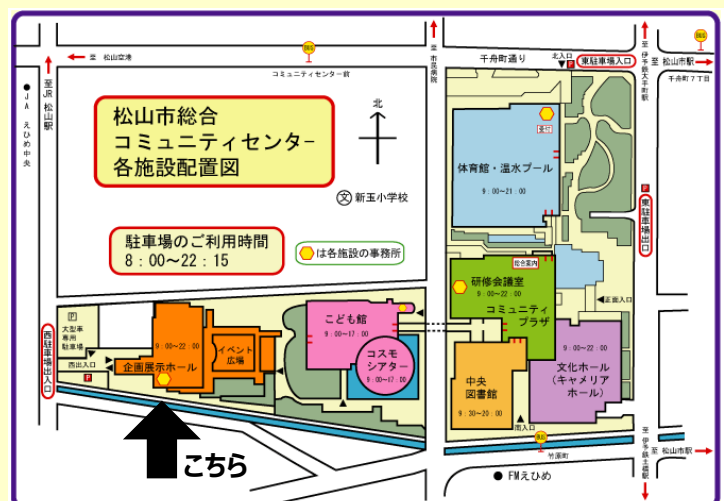 至 松山空港
BUS
コミュニティセンター前
至市民病院
千舟町通り
北入口
P
東駐車場入口
至伊予鉄大手町駅
BUS
至 松山市駅
千舟町7丁目
JAえひめ中央
至JR松山駅
松山市総合
コミュニティセンター
各施設配置図
北
文 新玉小学校
受付
体育館・温水プール
9:00~21:00
P
東駐車場出口
駐車場のご利用時間
8:00~22:15
は各施設の事務所
総合案内
研修会議室
9:00~22:00
コミュニティ
プラザ
正面入口
P
大型車
専用
駐車場
西出入口
P
西駐車場出入口
9:00~22:00
企画展示ホール
イベント
広場
こども館
9:00~17:00
コスモ
シアター
9:00~17:00
中央
図書館
9:30~20:00
9:00~22:00
文化ホール
(キャメリア
ホール)
南入口
BUS
竹原町
至伊予鉄土橋駅
至 松山市駅
こちら
FMえひめ